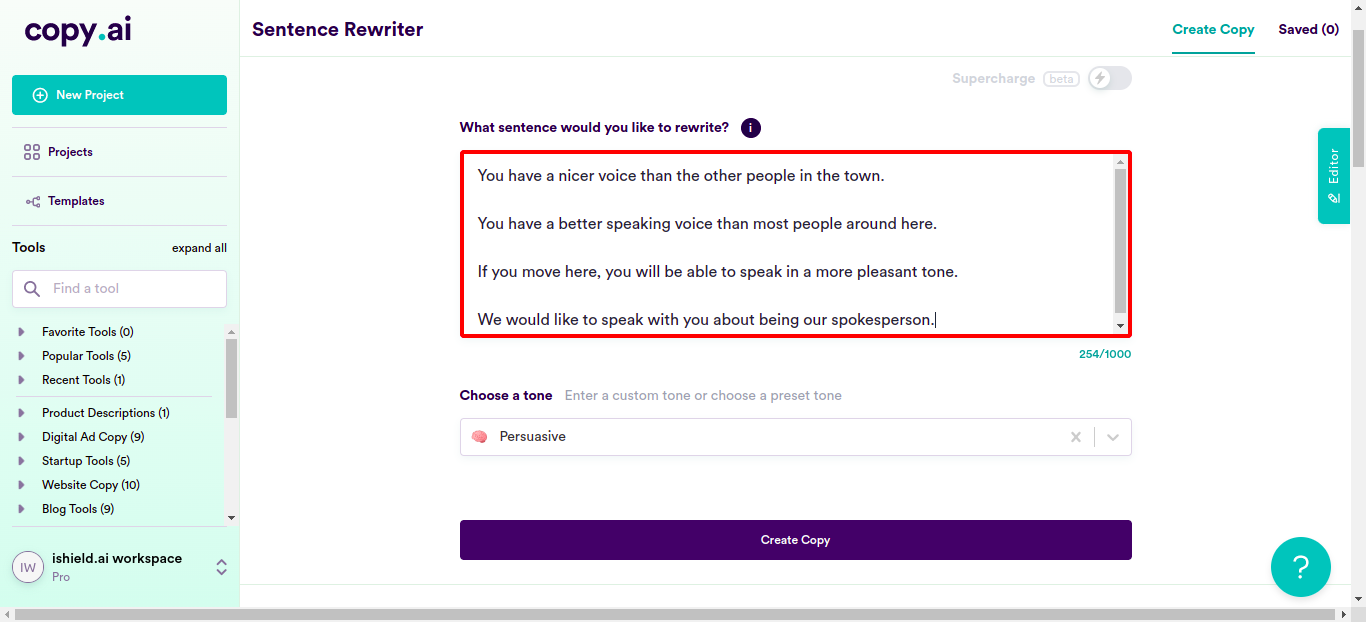 copy.ai
New Project
Projects
Templates
Tools
expand all
Find a tool
Favorite Tools (0)
Popular Tools (5)
Recent Tools (1)
Product Descriptions (1)
Digital Ad Copy (9)
Startup Tools (5)
Website Copy (10)
Blog Tools (9)
IW
ishield.ai workspace
Pro
Sentence Rewriter
Create Copy
Saved (0)
Supercharge beta
What sentence would you like to rewrite? i
You have a nicer voice than the other people in the town.
You have a better speaking voice than most people around here.
If you move here, you will be able to speak in a more pleasant tone.
We would like to speak with you about being our spokesperson.
254/1000
Choose a tone Enter a custom tone or choose a preset tone
Persuasive
Create Copy
Editor
?